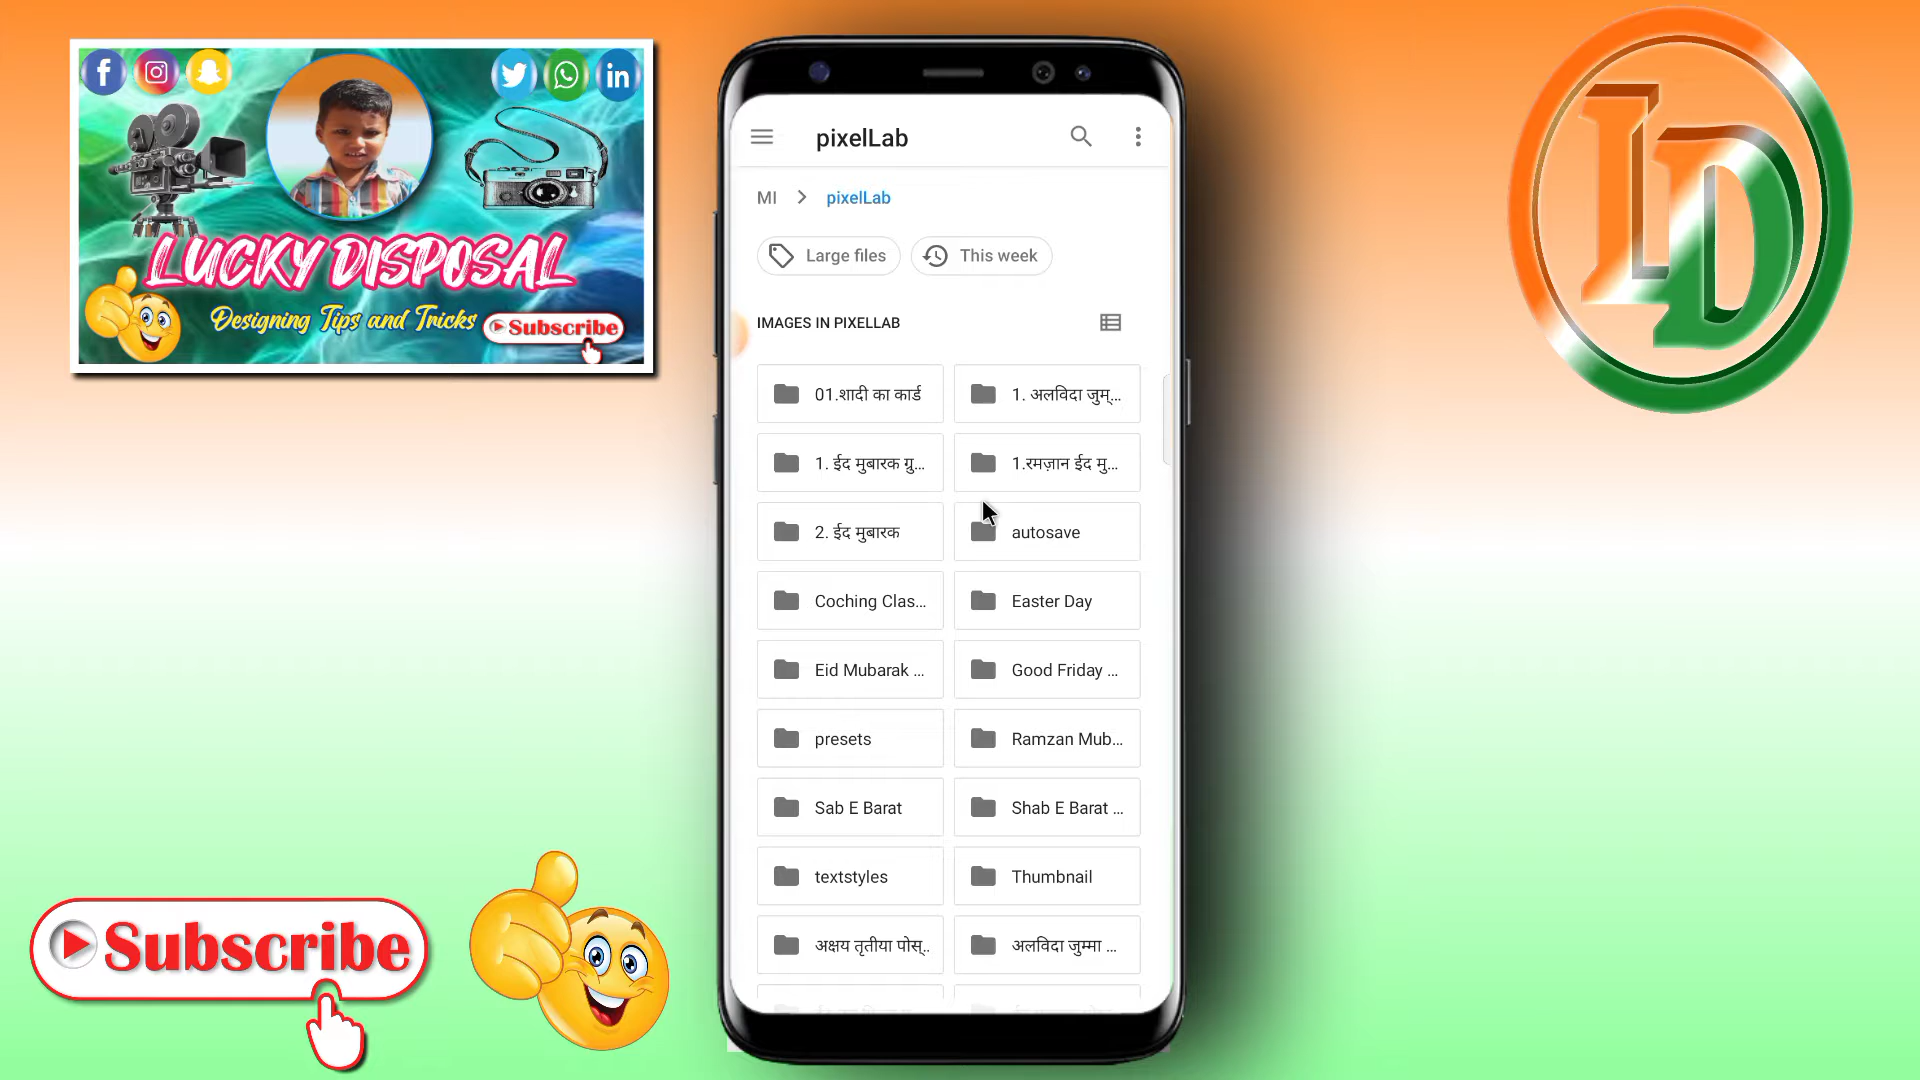 LUCKY DISPOSAL
Designing Tips and Tricks
Subscribe
LD
pixelLab
MI > pixelLab
Large files
This week
IMAGES IN PIXELLAB
01.शादी का कार्ड
1. अलविदा जुम्...
1. ईद मुबारक ग्रु...
1.रमज़ान ईद मु...
2. ईद मुबारक
autosave
Coching Clas...
Easter Day
Eid Mubarak ...
Good Friday ...
presets
Ramzan Mub...
Sab E Barat
Shab E Barat ...
textstyles
Thumbnail
अक्षय तृतीया पोस्..
अलविदा जुम्मा ...
Subscribe